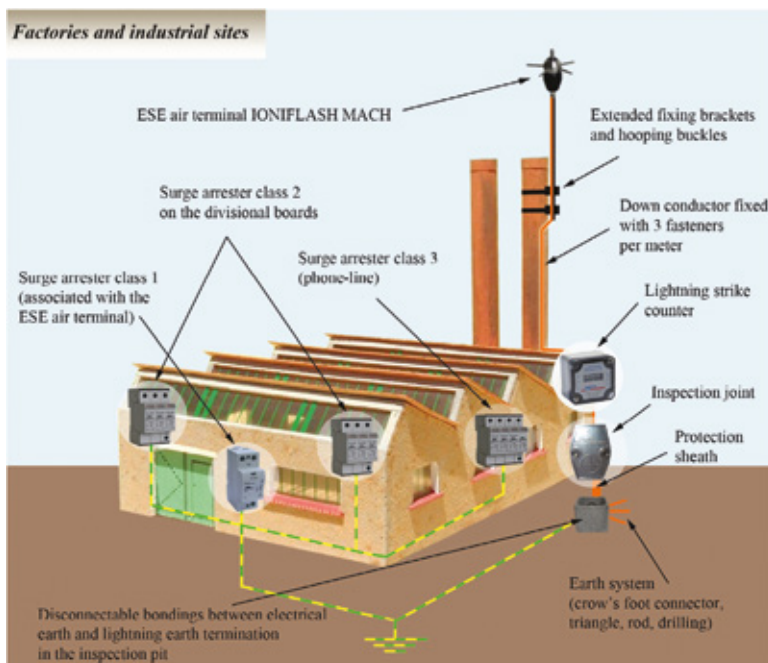 Factories and industrial sites
ESE air terminal IONIFLASH MACH
Extended fixing brackets
and hooping buckles
Surge arrester class 2
on the divisional boards
Down conductor fixed
with 3 fasteners
per meter
Surge arrester class 3
(phone-line)
Surge arrester class 1
(associated with the
ESE air terminal)
Lightning strike
counter
Inspection joint
Protection
sheath
Earth system
(crow's foot connector,
triangle, rod, drilling)
Disconnectable bondings between electrical
earth and lightning earth termination
in the inspection pit